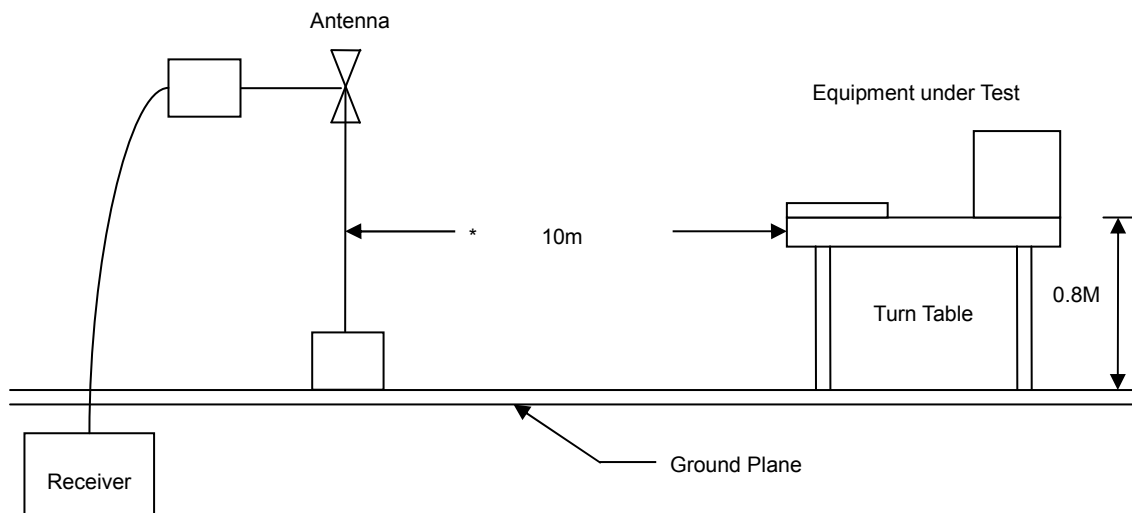 Antenna
Equipment under Test
* 10m
0.8M
Turn Table
Ground Plane
Receiver